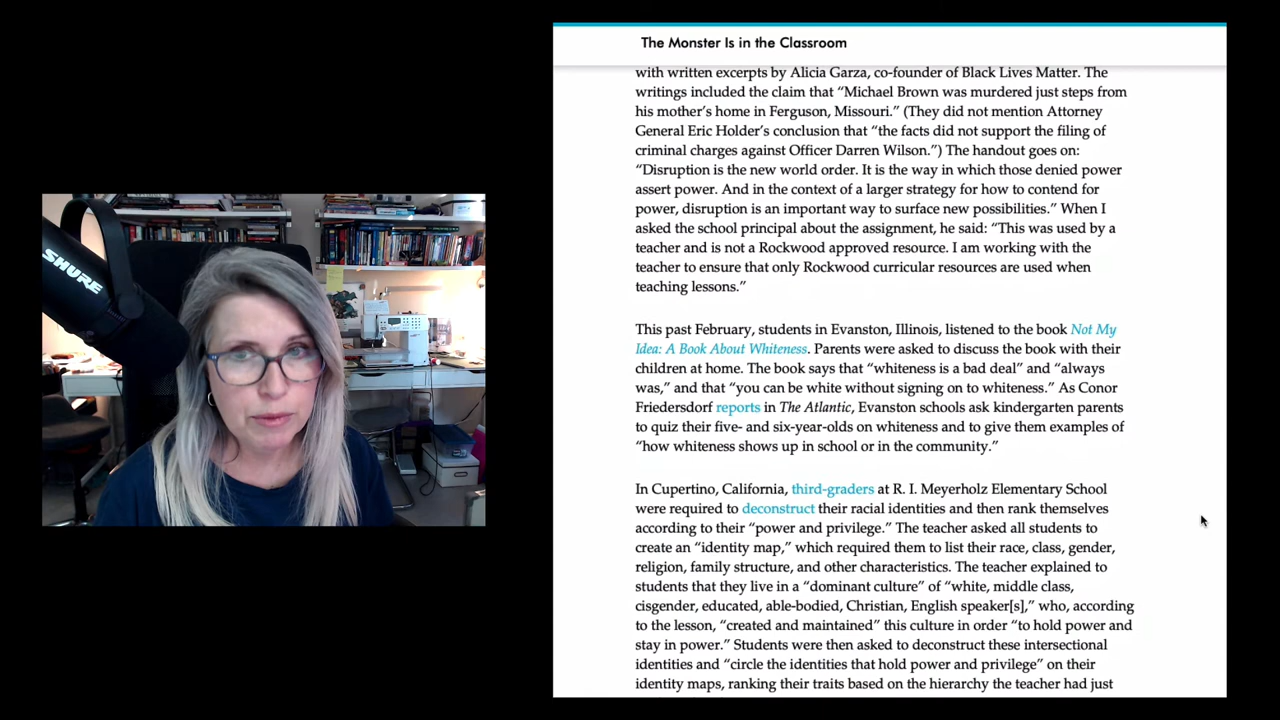 The Monster Is in the Classroom
with written excerpts by Alicia Garza, co-founder of Black Lives Matter. The
writings included the claim that “Michael Brown was murdered just steps from
his mother’s home in Ferguson, Missouri.” (They did not mention Attorney
General Eric Holder’s conclusion that “the facts did not support the filing of
criminal charges against Officer Darren Wilson.”) The handout goes on:
“Disruption is the new world order. It is the way in which those denied power
assert power. And in the context of a larger strategy for how to contend for
power, disruption is an important way to surface new possibilities.” When I
asked the school principal about the assignment, he said: “This was used by a
teacher and is not a Rockwood approved resource. I am working with the
teacher to ensure that only Rockwood curricular resources are used when
teaching lessons.”
This past February, students in Evanston, Illinois, listened to the book Not My
Idea: A Book About Whiteness. Parents were asked to discuss the book with their
children at home. The book says that “whiteness is a bad deal” and “always
was,” and that “you can be white without signing on to whiteness.” As Conor
Friedersdorf reports in The Atlantic, Evanston schools ask kindergarten parents
to quiz their five- and six-year-olds on whiteness and to give them examples of
“how whiteness shows up in school or in the community.”
In Cupertino, California, third-graders at R. I. Meyerholz Elementary School
were required to deconstruct their racial identities and then rank themselves
according to their “power and privilege.” The teacher asked all students to
create an “identity map,” which required them to list their race, class, gender,
religion, family structure, and other characteristics. The teacher explained to
students that they live in a “dominant culture” of “white, middle class,
cisgender, educated, able-bodied, Christian, English speaker[s],” who, according
to the lesson, “created and maintained” this culture in order “to hold power and
stay in power.” Students were then asked to deconstruct these intersectional
identities and “circle the identities that hold power and privilege” on their
identity maps, ranking their traits based on the hierarchy the teacher had just
SHURE